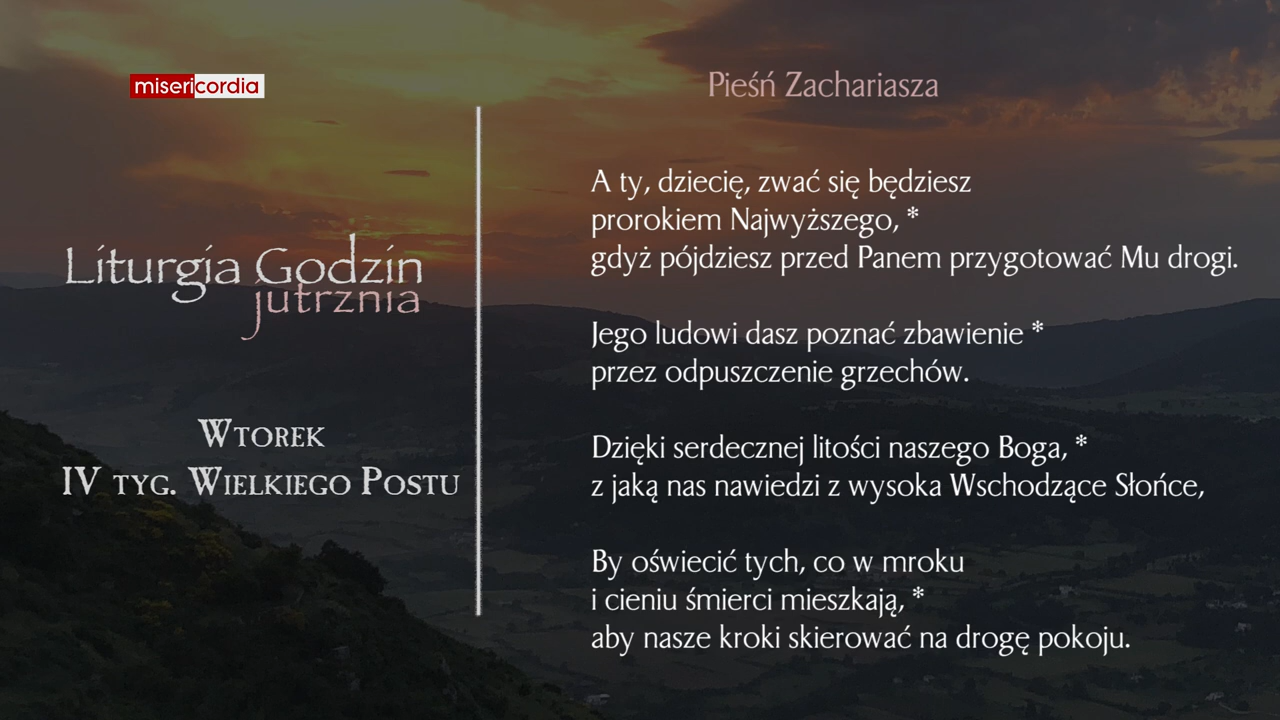 misericordia
Liturgia Godzin
jutrznia
Wtorek
IV tyg. Wielkiego Postu
Pieśń Zachariasza
A ty, dziecię, zwać się będziesz
prorokiem Najwyższego, *
gdyż pójdziesz przed Panem przygotować Mu drogi.
Jego ludowi dasz poznać zbawienie *
przez odpuszczenie grzechów.
Dzięki serdecznej litości naszego Boga, *
z jaką nas nawiedzi z wysoka Wschodzące Słońce,
By oświecić tych, co w mroku
i cieniu śmierci mieszkają, *
aby nasze kroki skierować na drogę pokoju.